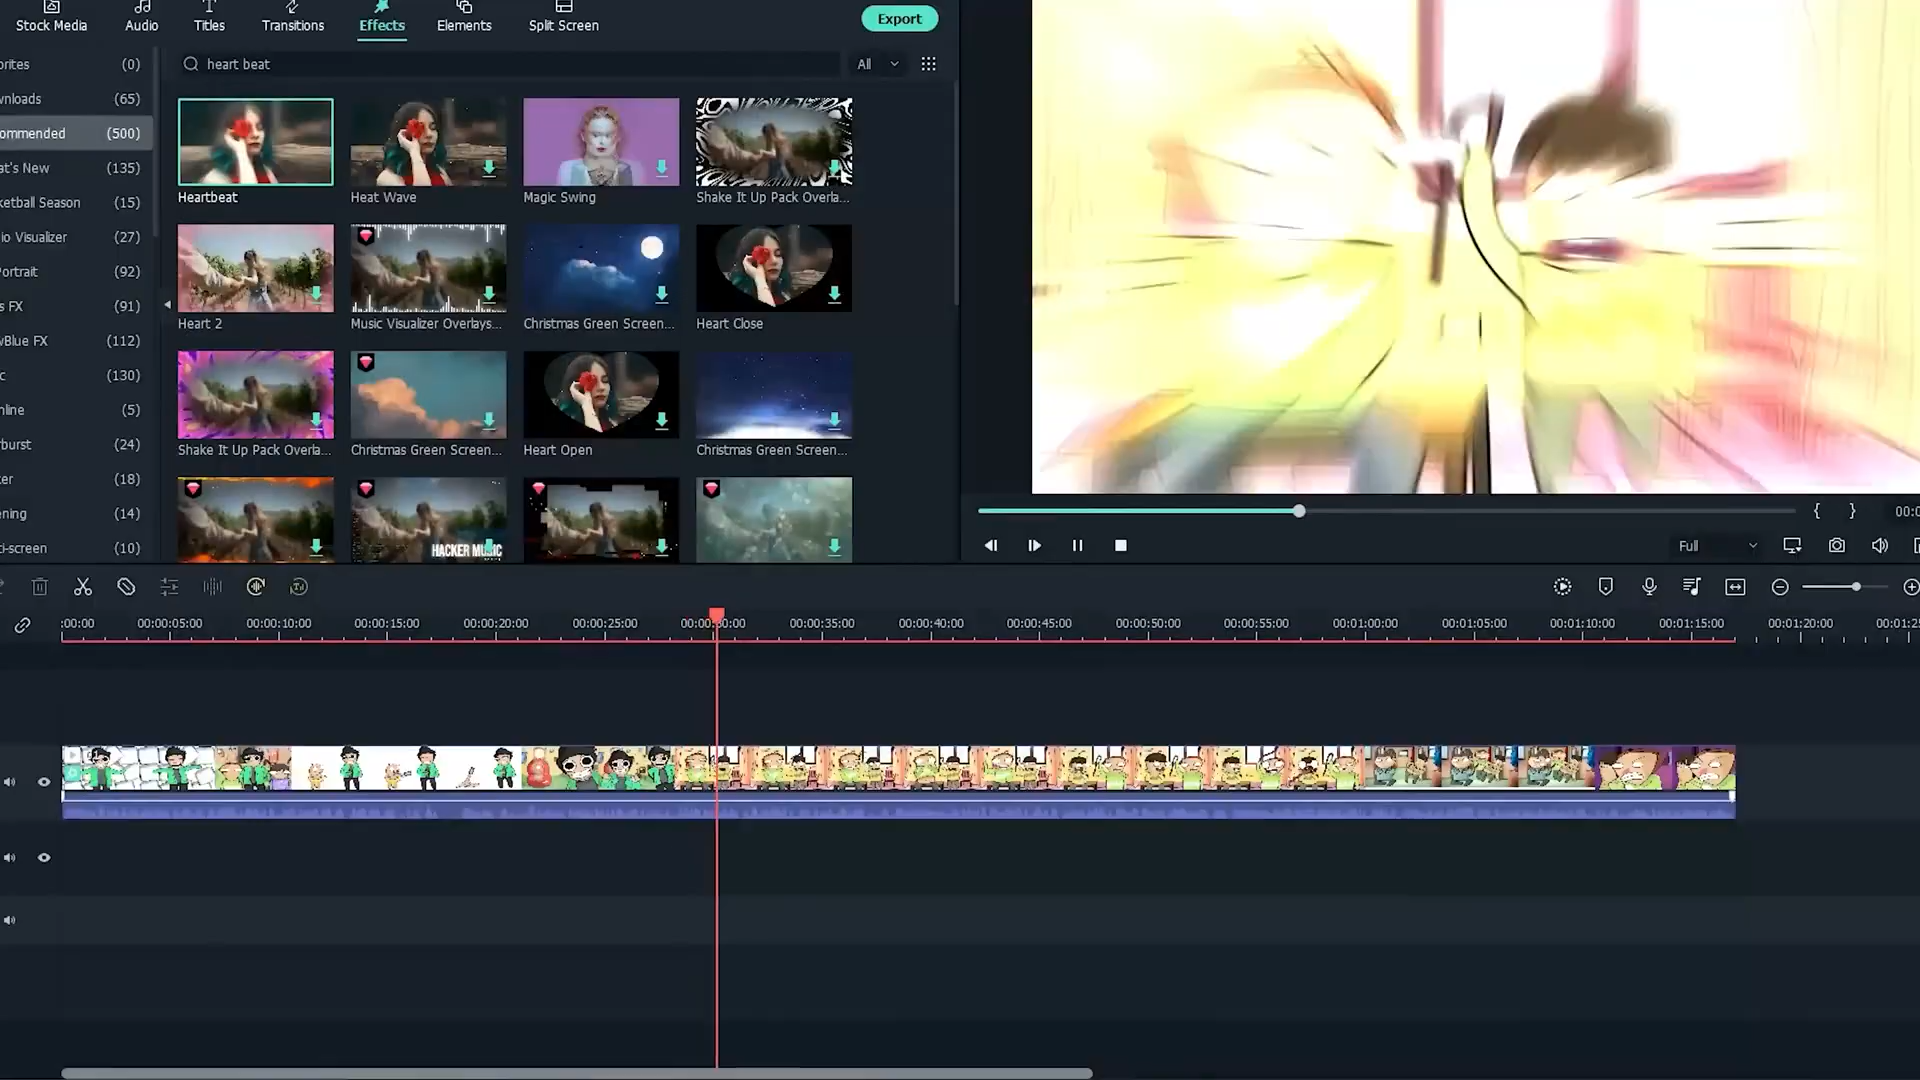 Stock Media Audio Titles Transitions Effects Elements Split Screen Export
orites (0)
heart beat
All
nloads (65)
ommended (500)
at's New (135)
ketball Season (15)
io Visualizer (27)
ortrait (92)
s FX (91)
wBlue FX (112)
c (130)
nline (5)
rburst (24)
er (18)
ening (14)
ti-screen (10)
Heartbeat Heat Wave Magic Swing Shake It Up Pack Overla...
Heart 2 Music Visualizer Overlays... Christmas Green Screen... Heart Close
Shake It Up Pack Overla... Christmas Green Screen... Heart Open Christmas Green Screen...
HACKER MUSIC
{ } 00:0
Full
:00:00 00:00:05:00 00:00:10:00 00:00:15:00 00:00:20:00 00:00:25:00 00:00:30:00 00:00:35:00 00:00:40:00 00:00:45:00 00:00:50:00 00:00:55:00 00:01:00:00 00:01:05:00 00:01:10:00 00:01:15:00 00:01:20:00 00:01:25